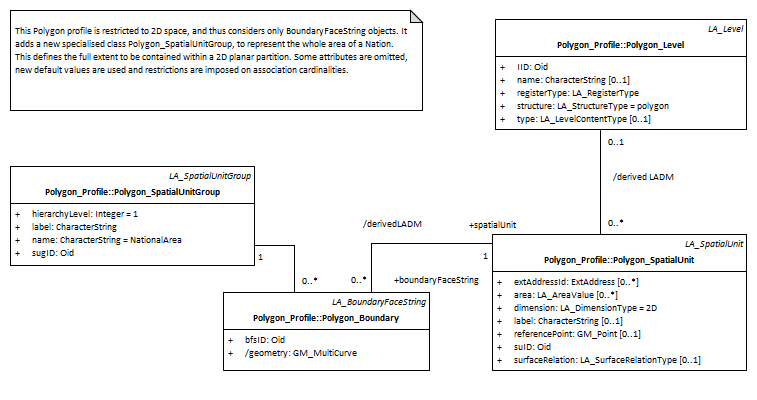 This Polygon profile is restricted to 2D space, and thus considers only BoundaryFaceString objects. It
adds a new specialised class Polygon_SpatialUnitGroup, to represent the whole area of a Nation.
This defines the full extent to be contained within a 2D planar partition. Some attributes are omitted,
new default values are used and restrictions are imposed on association cardinalities.
LA_Level
Polygon_Profile::Polygon_Level
+ lID: Oid
+ name: CharacterString [0..1]
+ registerType: LA_RegisterType
+ structure: LA_StructureType = polygon
+ type: LA_LevelContentType [0..1]
0..1
/derived LADM
0..*
LA_SpatialUnitGroup
Polygon_Profile::Polygon_SpatialUnitGroup
+ hierarchyLevel: Integer = 1
+ label: CharacterString
+ name: CharacterString = NationalArea
+ sugID: Oid
1
0..*
/derivedLADM
+spatialUnit
1
0..*
+boundaryFaceString
LA_SpatialUnit
Polygon_Profile::Polygon_SpatialUnit
+ extAddressId: ExtAddress [0..*]
+ area: LA_AreaValue [0..*]
+ dimension: LA_DimensionType = 2D
+ label: CharacterString [0..1]
+ referencePoint: GM_Point [0..1]
+ suID: Oid
+ surfaceRelation: LA_SurfaceRelationType [0..1]
LA_BoundaryFaceString
Polygon_Profile::Polygon_Boundary
+ bfsID: Oid
+ /geometry: GM_MultiCurve